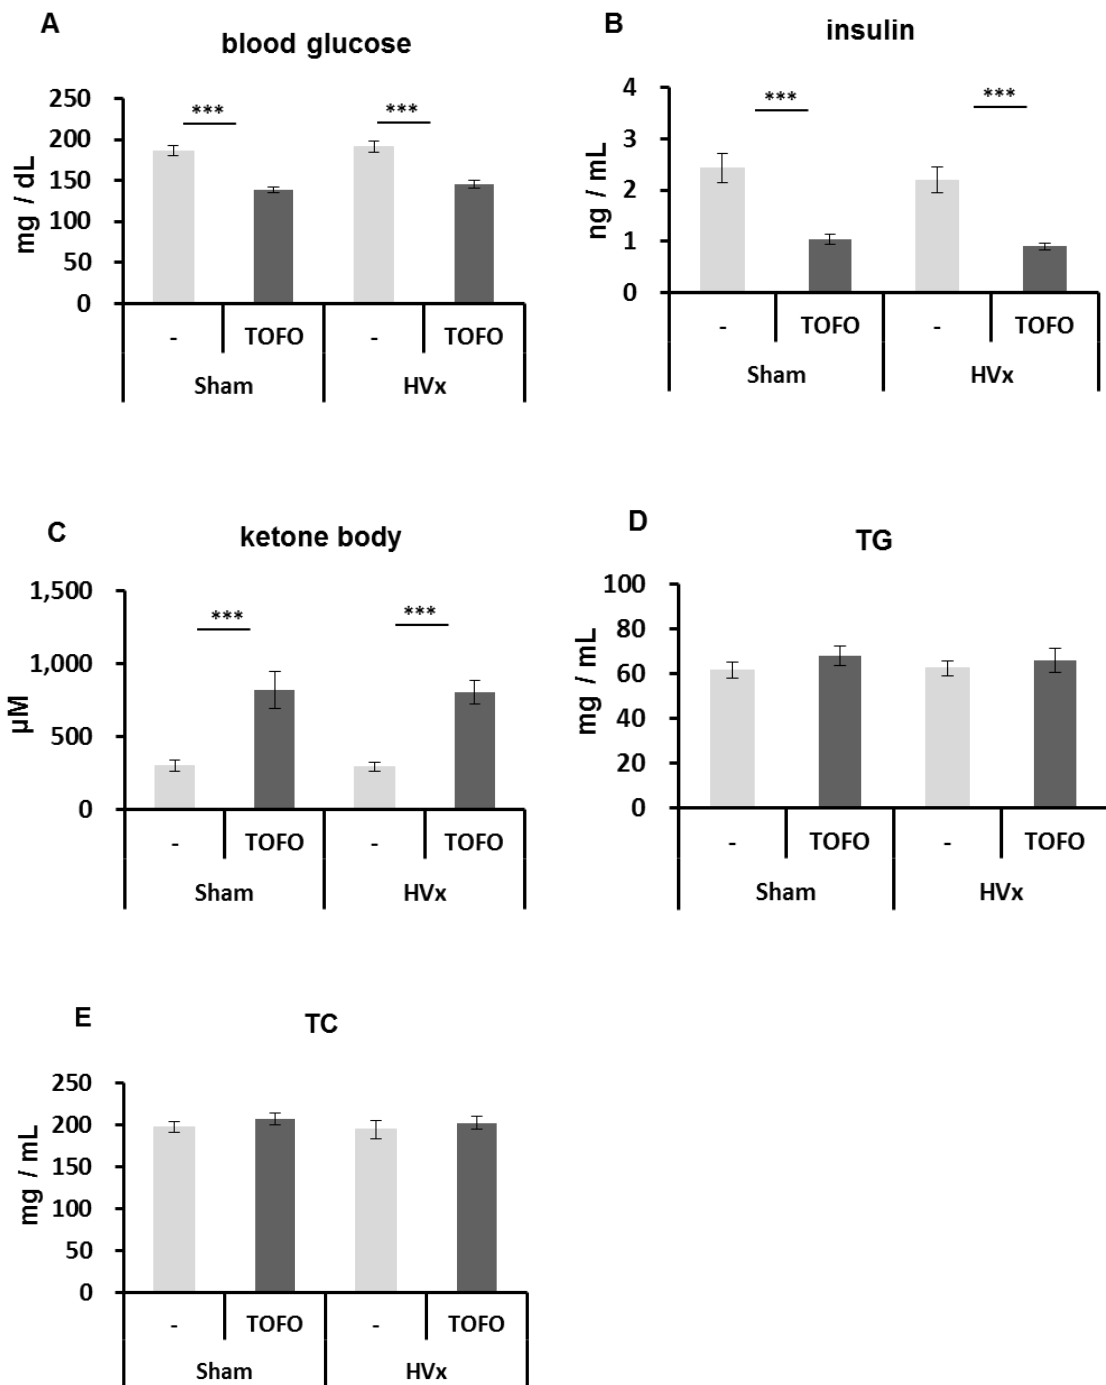 A
blood glucose
250
200
150
100
50
0
mg / dL
***
***
- TOFO - TOFO
Sham HVx
B
insulin
4
3
2
1
0
ng / mL
***
***
- TOFO - TOFO
Sham HVx
C
ketone body
1,500
1,000
500
0
µM
***
***
- TOFO - TOFO
Sham HVx
D
TG
100
80
60
40
20
0
mg / mL
- TOFO - TOFO
Sham HVx
E
TC
250
200
150
100
50
0
mg / mL
- TOFO - TOFO
Sham HVx